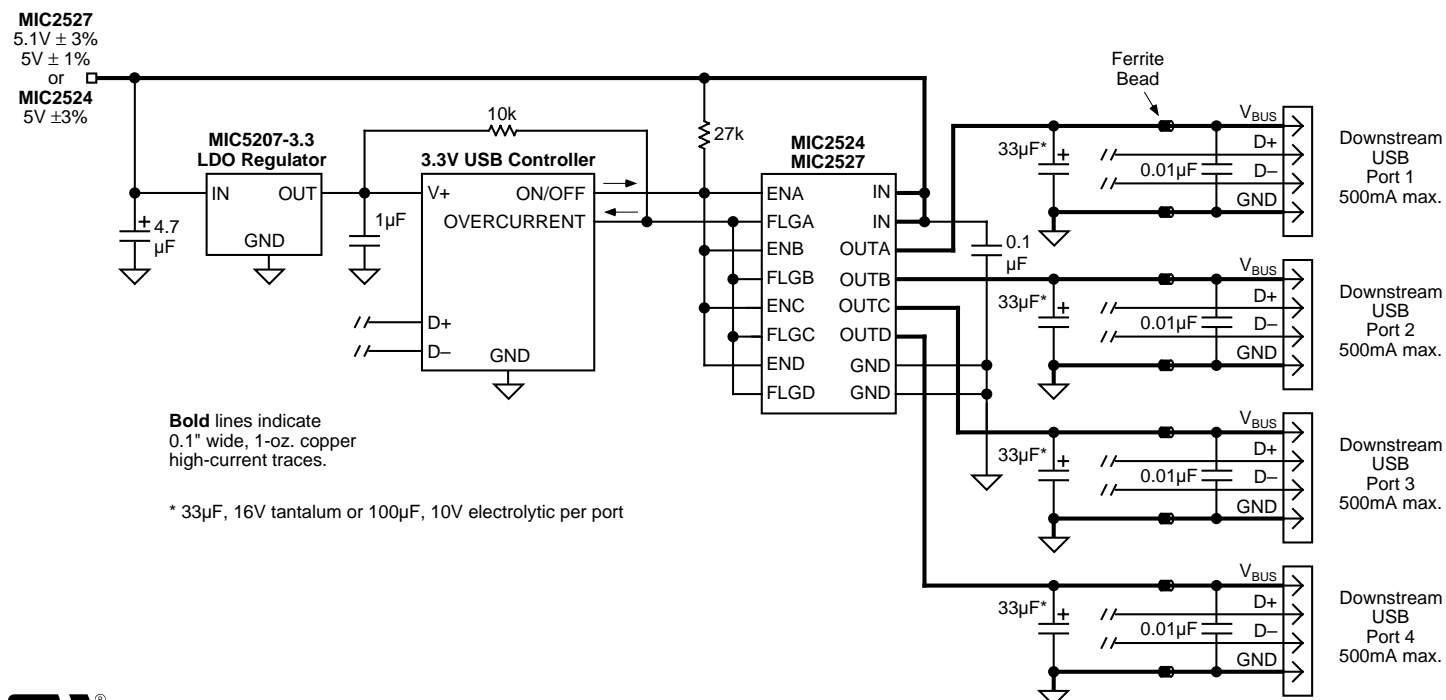 MIC2527
5.1V ± 3%
5V ± 1%
or
MIC2524
5V ±3%
MIC5207-3.3
LDO Regulator
IN
OUT
GND
4.7
µF
+
1µF
10k
3.3V USB Controller
V+
ON/OFF
OVERCURRENT
D+
D–
GND
27k
MIC2524
MIC2527
ENA
FLGA
ENB
FLGB
ENC
FLGC
END
FLGD
IN
IN
OUTA
OUTB
OUTC
OUTD
GND
GND
0.1
µF
Ferrite
Bead
33µF*
+
0.01µF
VBUS
D+
D–
GND
Downstream
USB
Port 1
500mA max.
33µF*
+
0.01µF
VBUS
D+
D–
GND
Downstream
USB
Port 2
500mA max.
33µF*
+
0.01µF
VBUS
D+
D–
GND
Downstream
USB
Port 3
500mA max.
33µF*
+
0.01µF
VBUS
D+
D–
GND
Downstream
USB
Port 4
500mA max.
Bold lines indicate
0.1" wide, 1-oz. copper
high-current traces.
* 33µF, 16V tantalum or 100µF, 10V electrolytic per port
®